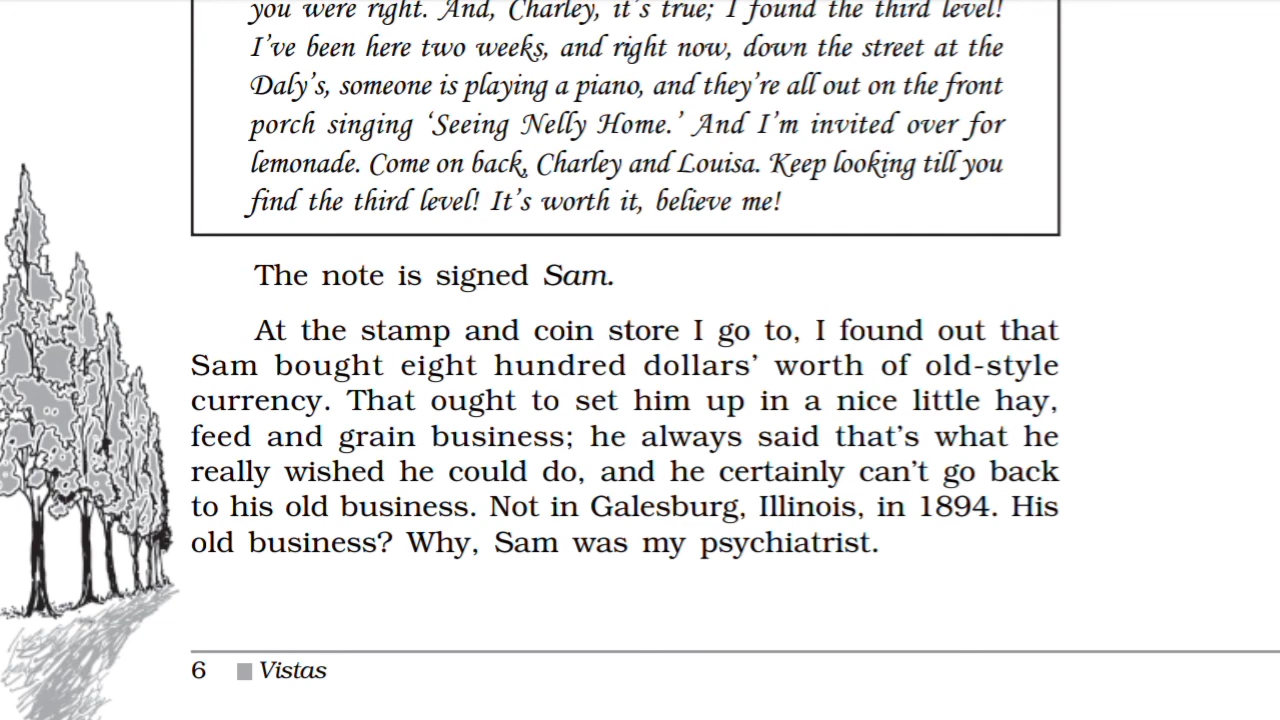 you were right. And, Charley, it's true; I found the third level!
I've been here two weeks, and right now, down the street at the
Daly's, someone is playing a piano, and they're all out on the front
porch singing ‘Seeing Nelly Home.’ And I'm invited over for
lemonade. Come on back, Charley and Louisa. Keep looking till you
find the third level! It's worth it, believe me!
The note is signed Sam.
At the stamp and coin store I go to, I found out that
Sam bought eight hundred dollars’ worth of old-style
currency. That ought to set him up in a nice little hay,
feed and grain business; he always said that’s what he
really wished he could do, and he certainly can’t go back
to his old business. Not in Galesburg, Illinois, in 1894. His
old business? Why, Sam was my psychiatrist.
6 Vistas